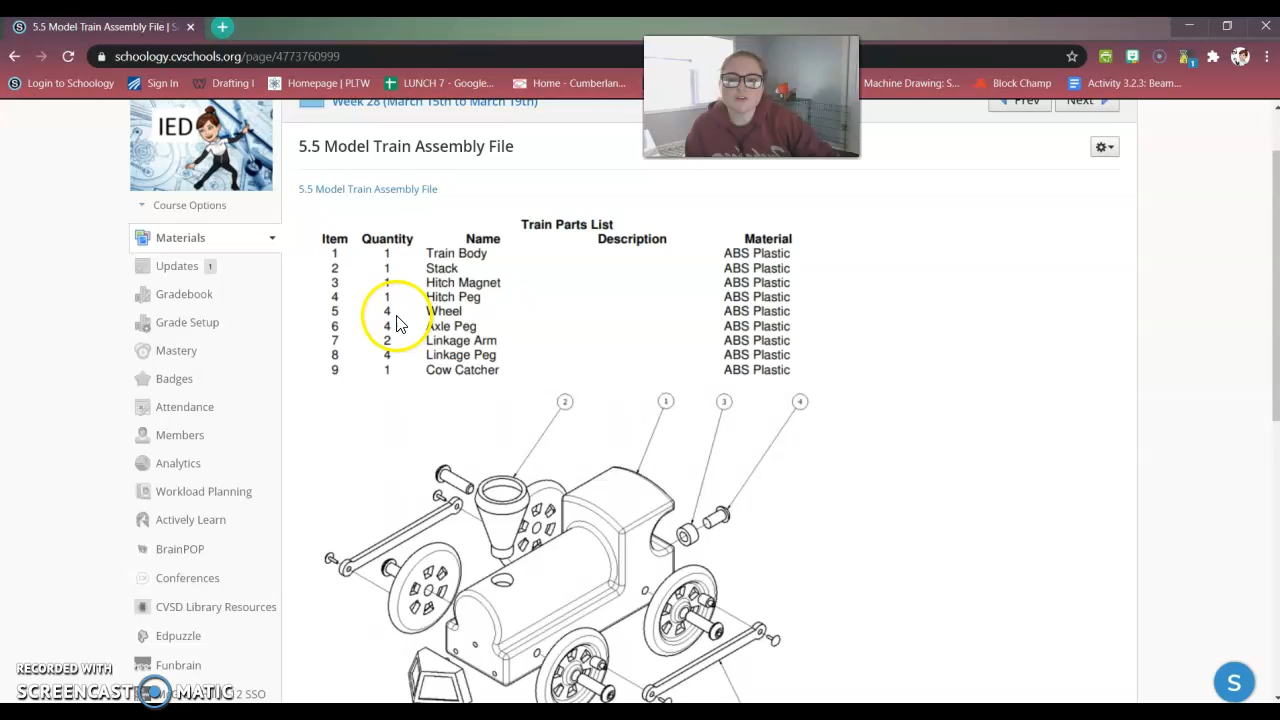 5.5 Model Train Assembly File | S
schoology.cvschools.org/page/4773760999
Login to Schoology
Sign In
Drafting I
Homepage | PLTW
LUNCH 7 - Google...
Home - Cumberlan...
Machine Drawing: S...
Block Champ
Activity 3.2.3: Beam...
1
Week 28 (March 15th to March 19th)
Prev
Next
IED
5.5 Model Train Assembly File
5.5 Model Train Assembly File
Course Options
Materials
Updates 1
Gradebook
Grade Setup
Mastery
Badges
Attendance
Members
Analytics
Workload Planning
Actively Learn
BrainPOP
Conferences
CVSD Library Resources
Edpuzzle
Funbrain
2 SSO
Train Parts List
Item Quantity Name Description Material
1 1 Train Body ABS Plastic
2 1 Stack ABS Plastic
3 1 Hitch Magnet ABS Plastic
4 1 Hitch Peg ABS Plastic
5 4 Wheel ABS Plastic
6 4 Axle Peg ABS Plastic
7 2 Linkage Arm ABS Plastic
8 4 Linkage Peg ABS Plastic
9 1 Cow Catcher ABS Plastic
2
1
3
4
RECORDED WITH
SCREENCAST MATIC
S